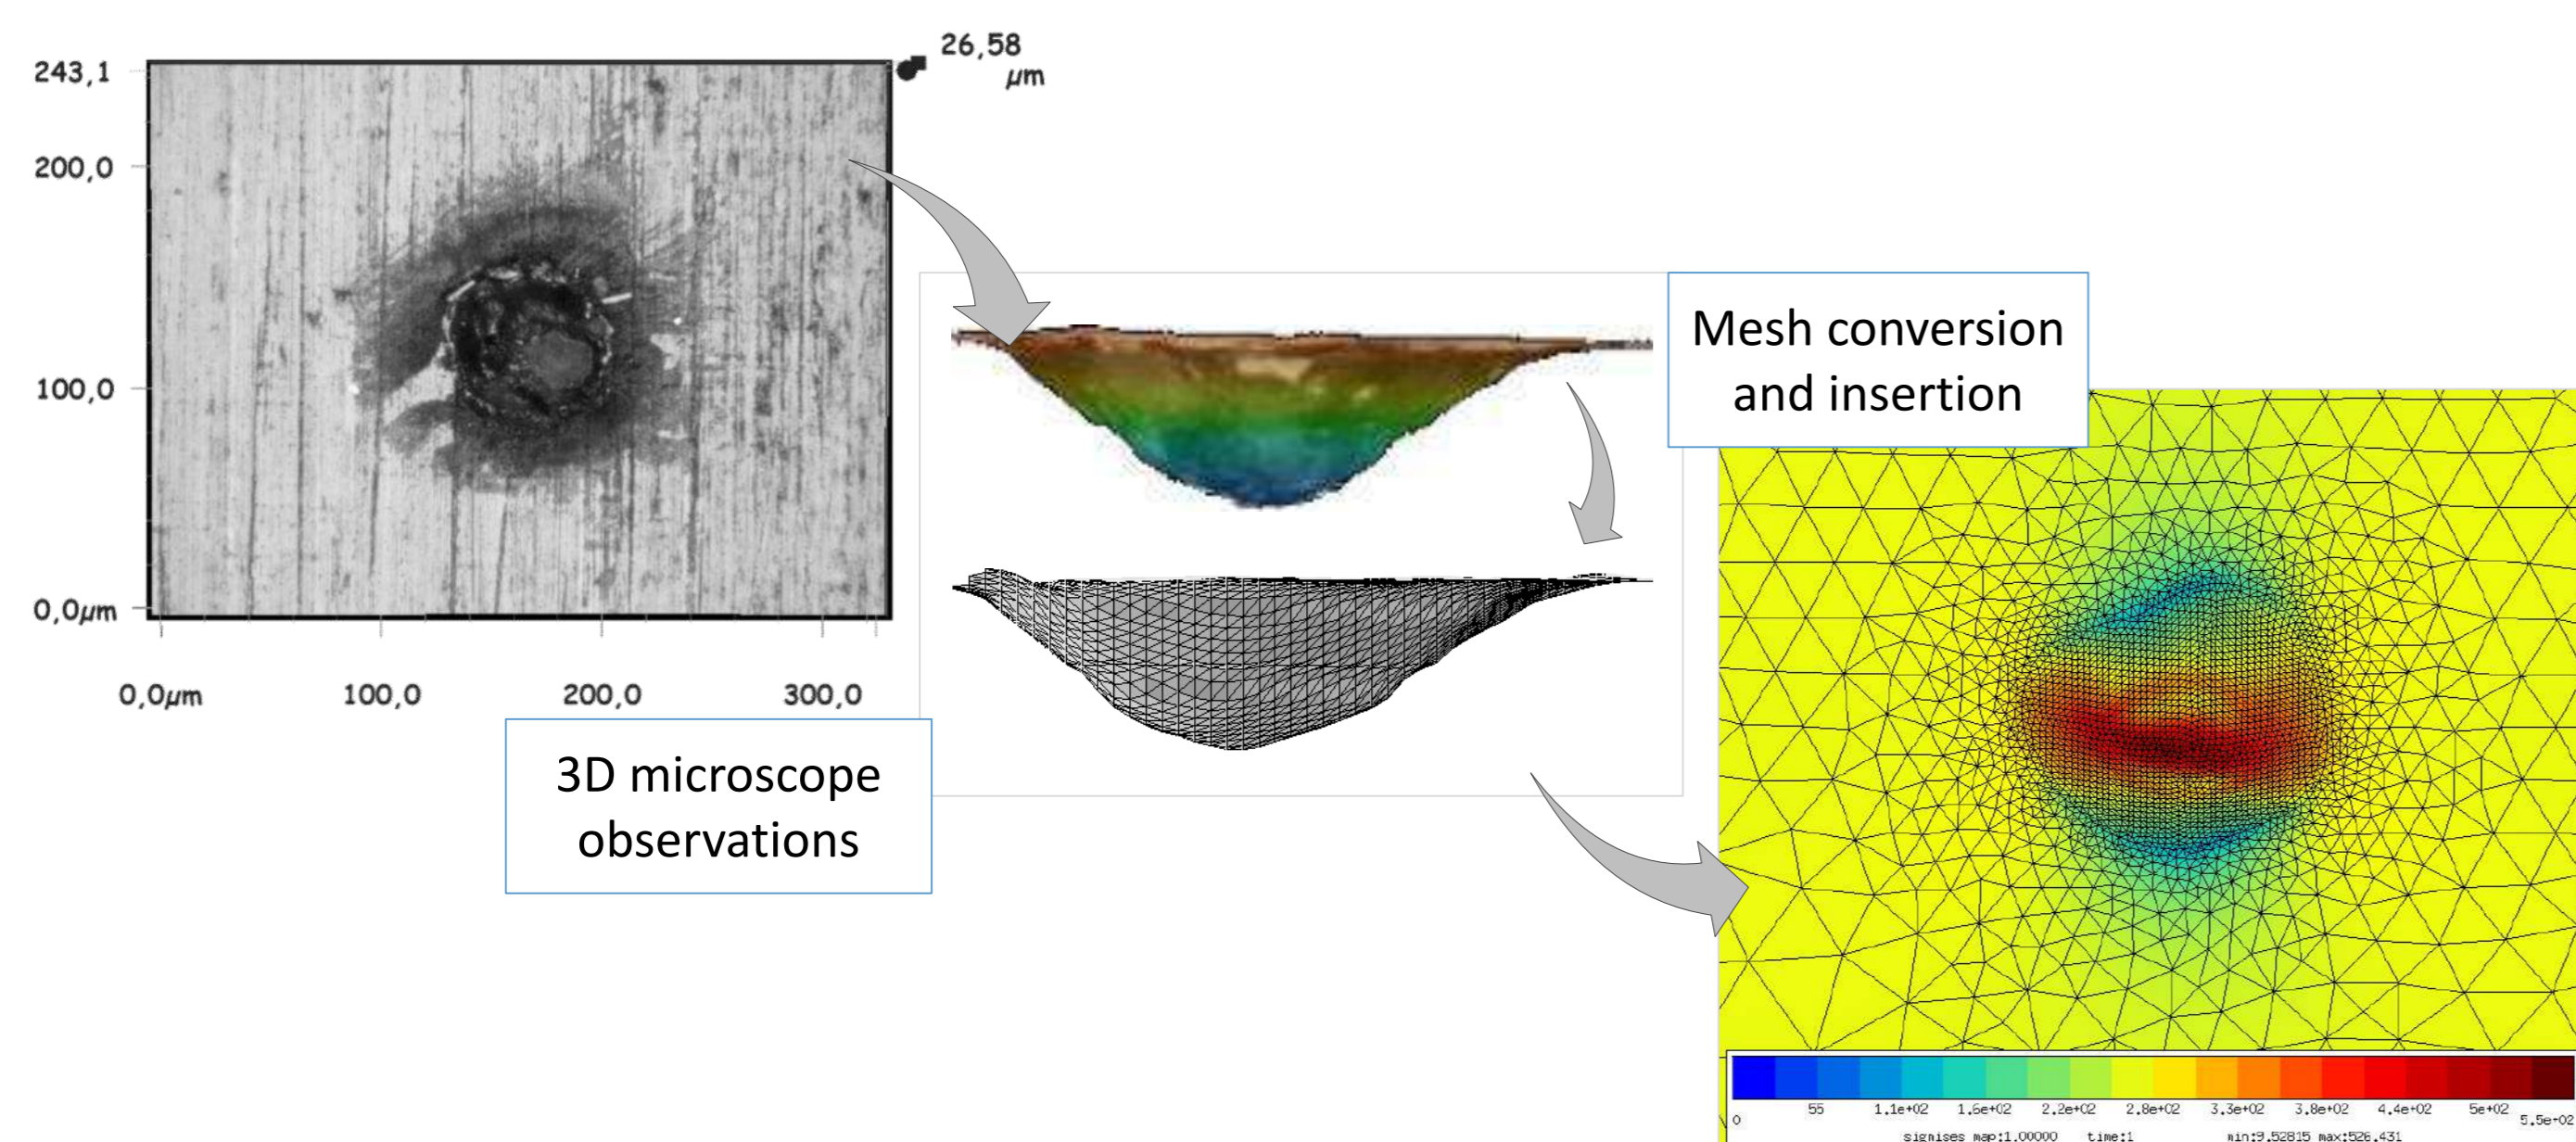 26,58
µm
243,1
200,0
100,0
0,0µm
0,0µm 100,0 200,0 300,0
3D microscope
observations
Mesh conversion
and insertion
0 55 1.1e+02 1.6e+02 2.2e+02 2.8e+02 3.3e+02 3.8e+02 4.4e+02 5e+02 5.5e+02
sigmises map:1.00000 time:1 min:9.52815 max:526.431